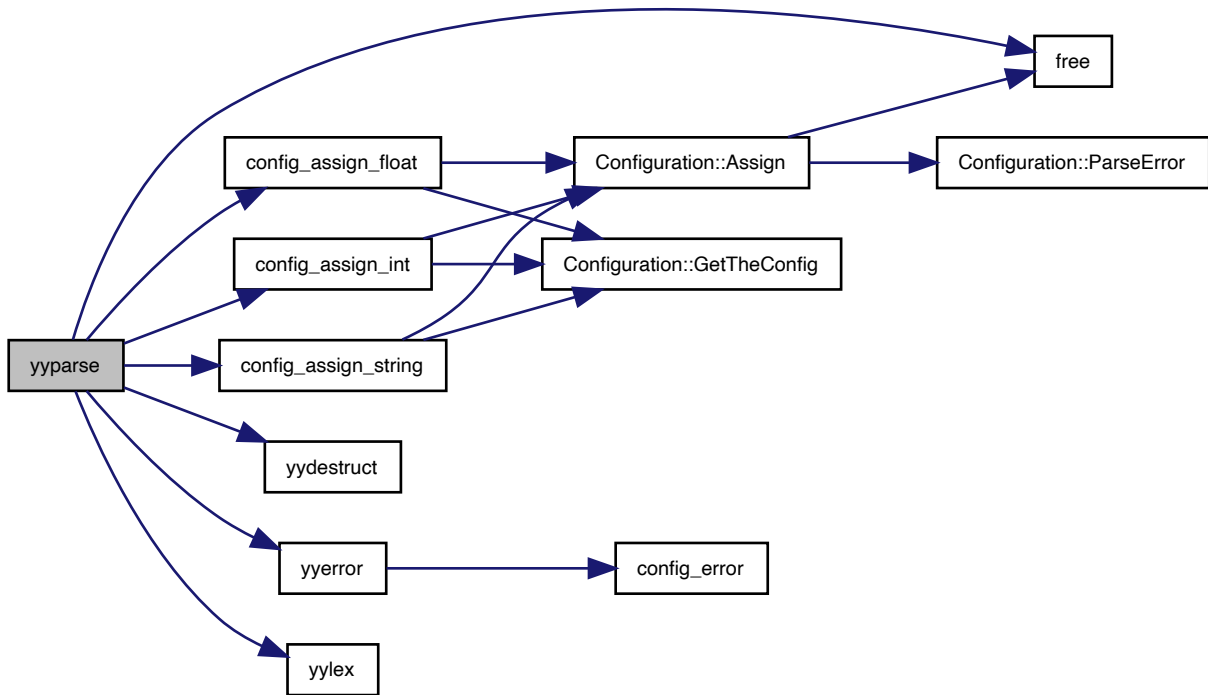 free
config_assign_float
Configuration::Assign
Configuration::ParseError
config_assign_int
Configuration::GetTheConfig
yyparse
config_assign_string
yydestruct
yyerror
config_error
yylex